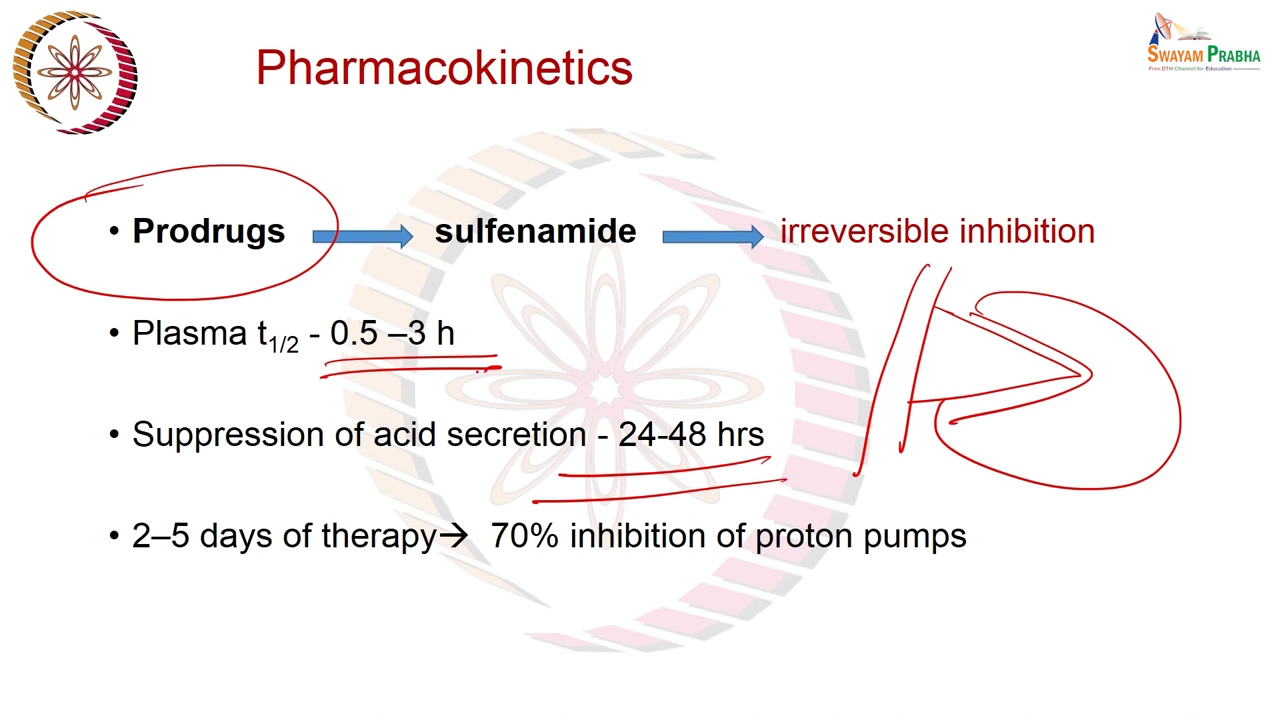 Pharmacokinetics
SWAYAM PRABHA
Free DTH Channel for Education
• Prodrugs sulfenamide irreversible inhibition
• Plasma t1/2 - 0.5 –3 h
• Suppression of acid secretion - 24-48 hrs
• 2–5 days of therapy→ 70% inhibition of proton pumps